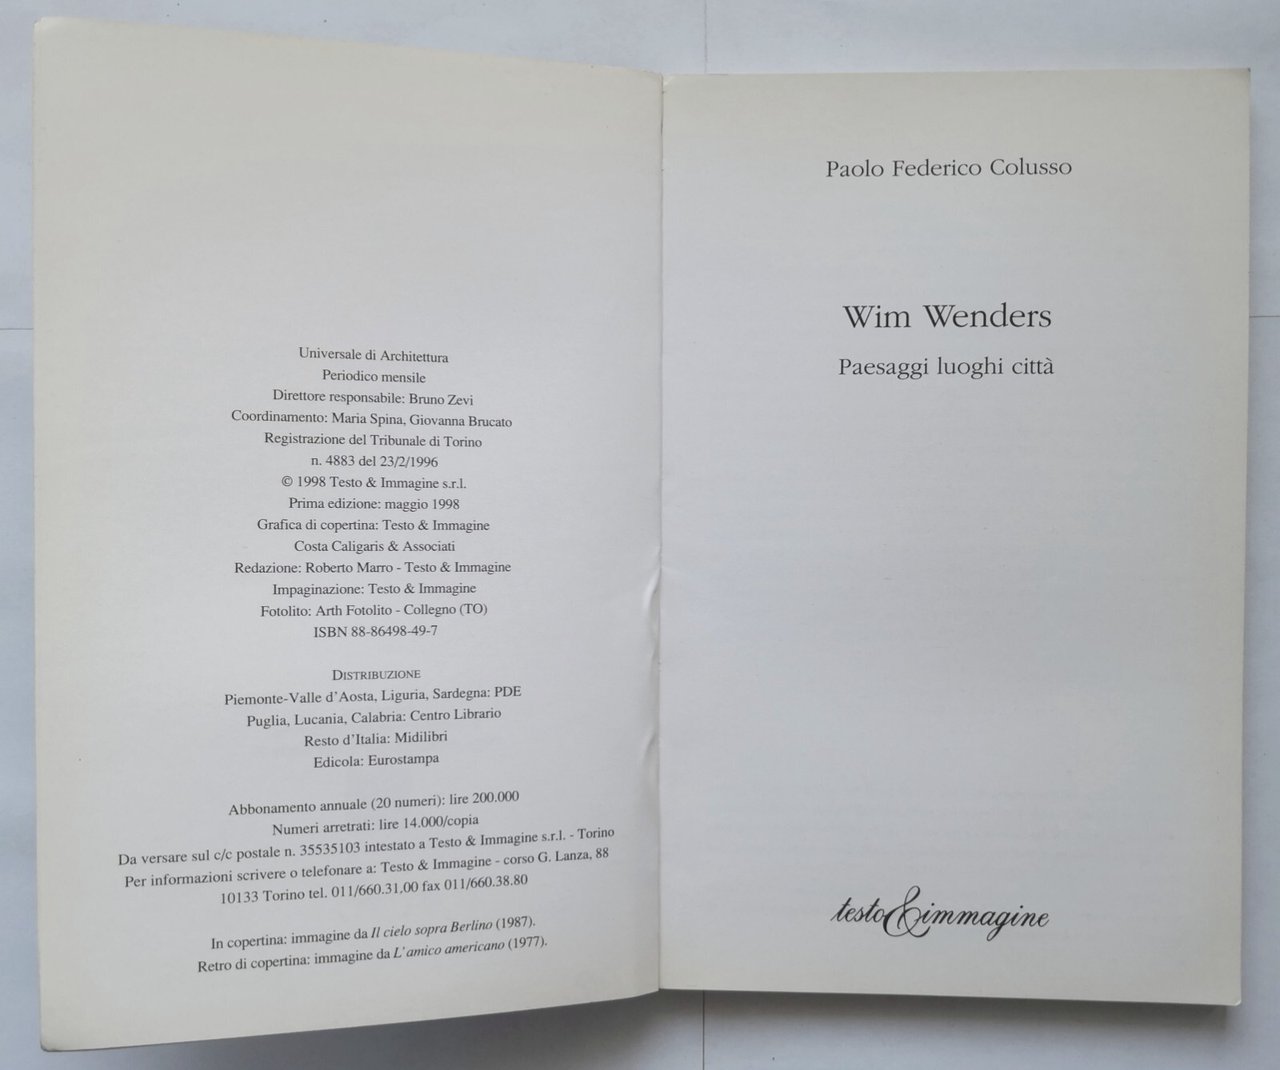 Universale di Architettura
Periodico mensile
Direttore responsabile: Bruno Zevi
Coordinamento: Maria Spina, Giovanna Brucato
Registrazione del Tribunale di Torino
n. 4883 del 23/2/1996
© 1998 Testo & Immagine s.r.l.
Prima edizione: maggio 1998
Grafica di copertina: Testo & Immagine
Costa Caligaris & Associati
Redazione: Roberto Marro - Testo & Immagine
Impaginazione: Testo & Immagine
Fotolito: Arth Fotolito - Collegno (TO)
ISBN 88-86498-49-7
DISTRIBUZIONE
Piemonte-Valle d'Aosta, Liguria, Sardegna: PDE
Puglia, Lucania, Calabria: Centro Librario
Resto d'Italia: Midilibri
Edicola: Eurostampa
Abbonamento annuale (20 numeri): lire 200.000
Numeri arretrati: lire 14.000/copia
Da versare sul c/c postale n. 35535103 intestato a Testo & Immagine s.r.l. - Torino
Per informazioni scrivere o telefonare a: Testo & Immagine - corso G. Lanza, 88
10133 Torino tel. 011/660.31.00 fax 011/660.38.80
In copertina: immagine da Il cielo sopra Berlino (1987).
Retro di copertina: immagine da L'amico americano (1977).
Paolo Federico Colusso
Wim Wenders
Paesaggi luoghi città
testo&immagine